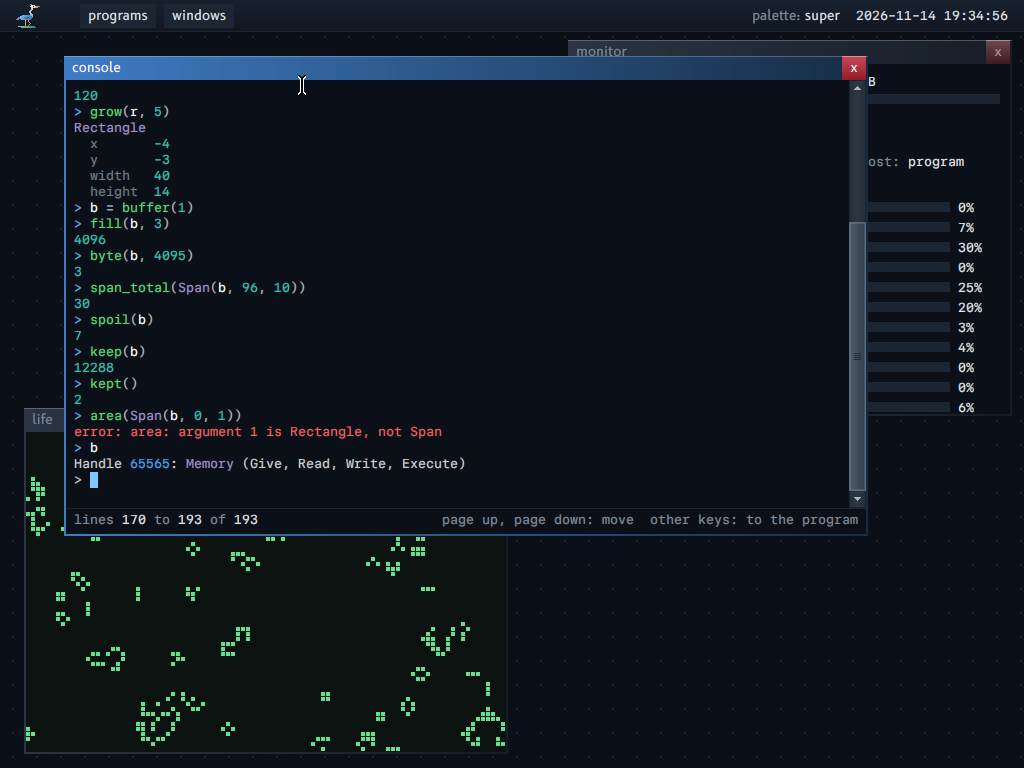 programs windows palette: super 2026-11-14 19:34:56
monitor x
console x
B
120
> grow(r, 5)
Rectangle
x -4
y -3
width 40
height 14
> b = buffer(1)
> fill(b, 3)
4096
> byte(b, 4095)
3
> span_total(Span(b, 96, 10))
30
> spoil(b)
7
> keep(b)
12288
> kept()
2
> area(Span(b, 0, 1))
error: area: argument 1 is Rectangle, not Span
> b
Handle 65565: Memory (Give, Read, Write, Execute)
>
lines 170 to 193 of 193 page up, page down: move other keys: to the program
ost: program
0%
7%
30%
0%
25%
20%
3%
4%
0%
0%
6%
life